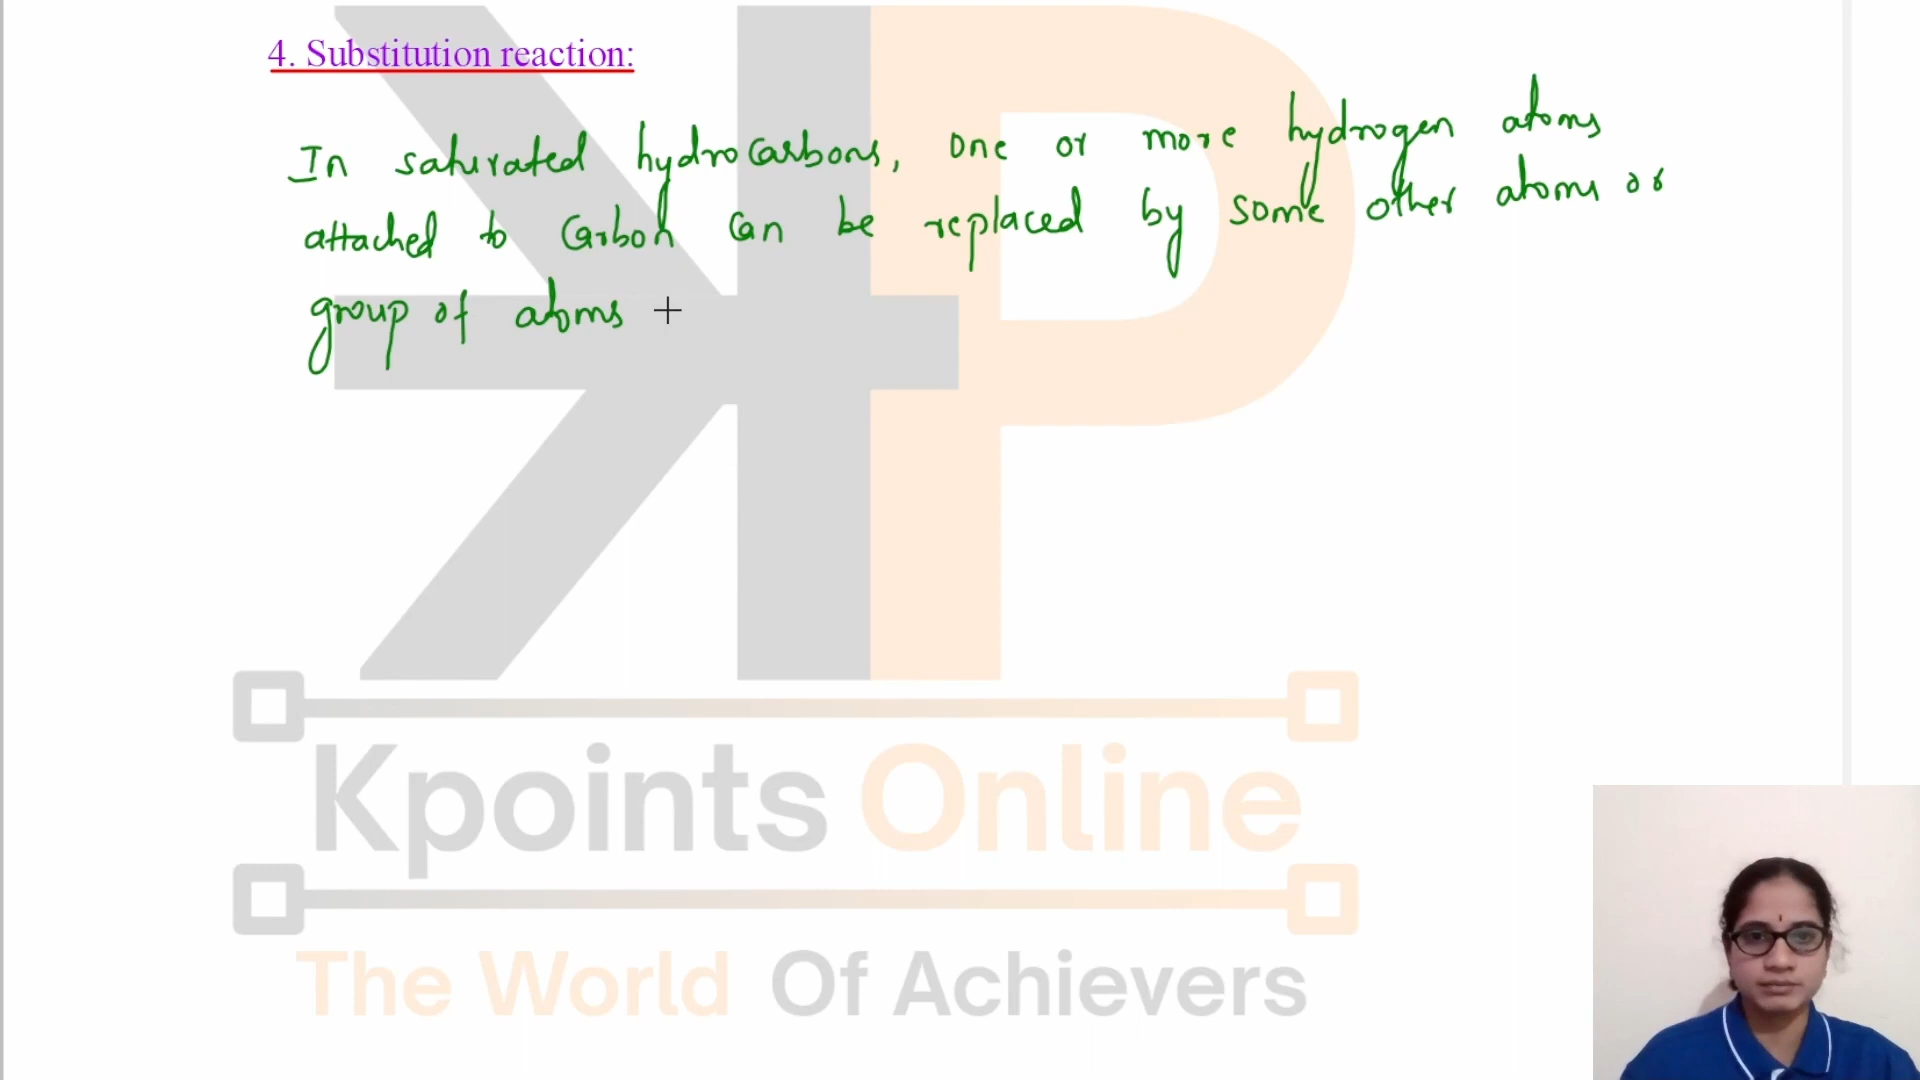 4. Substitution reaction:
In saturated hydrocarbons, one or more hydrogen atoms
attached to Carbon Can be replaced by some other atoms or
group of atoms
Kpoints Online
The World Of Achievers